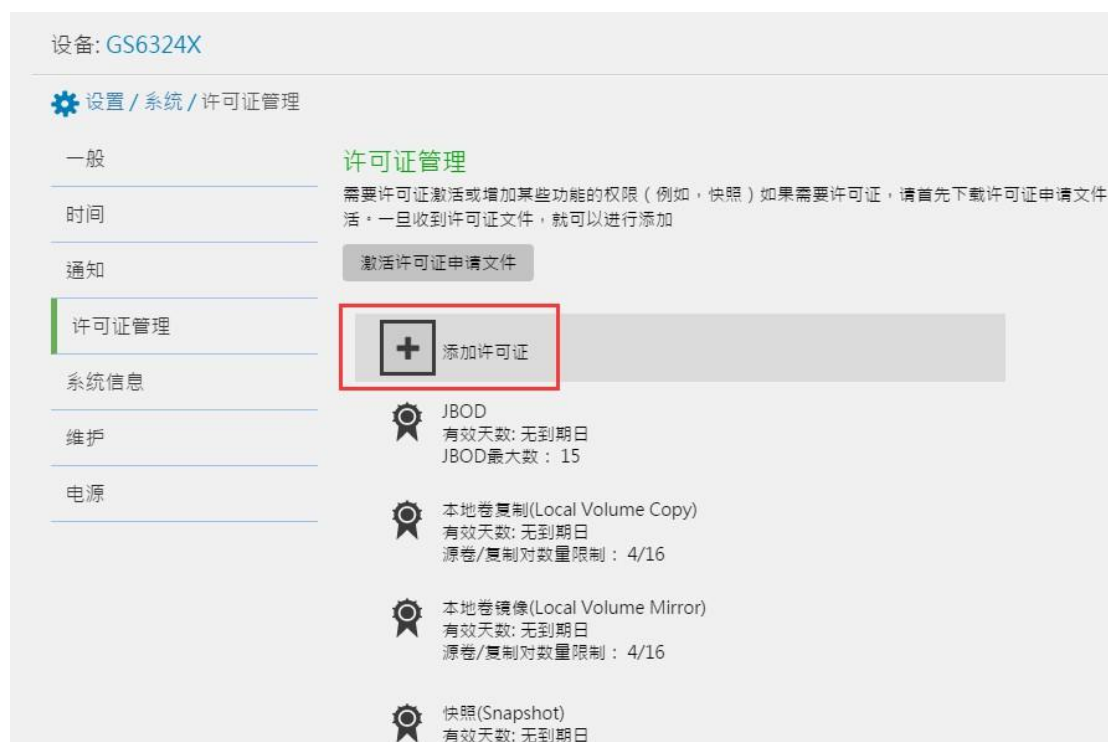 设备: GS6324X
设置 / 系统 / 许可证管理
一般
时间
通知
许可证管理
系统信息
维护
电源
许可证管理
需要许可证激活或增加某些功能的权限(例如,快照)如果需要许可证,请首先下载许可证申请文件
活。一旦收到许可证文件,就可以进行添加
激活许可证申请文件
添加许可证
JBOD
有效天数: 无到期日
JBOD最大数: 15
本地卷复制(Local Volume Copy)
有效天数: 无到期日
源卷/复制对数量限制: 4/16
本地卷镜像(Local Volume Mirror)
有效天数: 无到期日
源卷/复制对数量限制: 4/16
快照(Snapshot)
有效天数: 无到期日